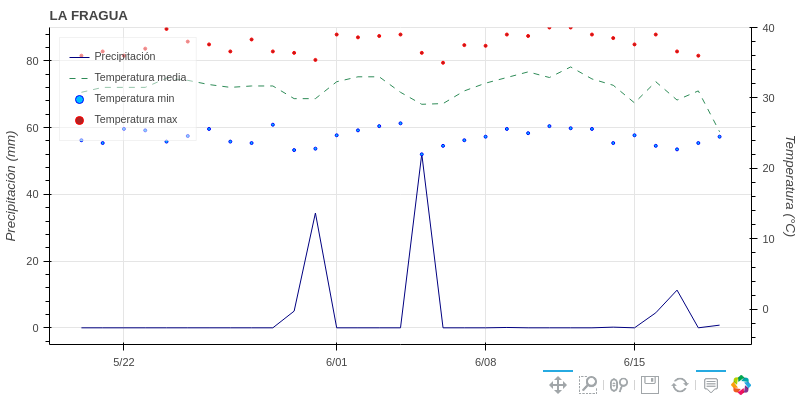 LA FRAGUA
Precipitación
Temperatura media
Temperatura min
Temperatura max
Precipitación (mm)
80
60
40
20
0
Temperatura (°C)
40
30
20
10
0
5/22
6/01
6/08
6/15